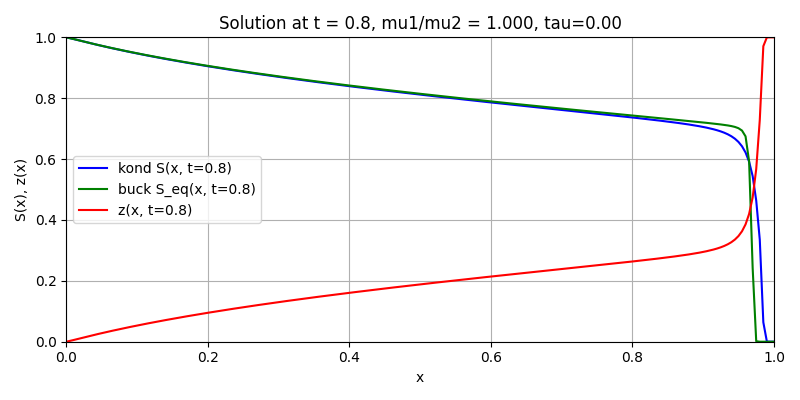 Solution at t = 0.8, mu1/mu2 = 1.000, tau=0.00
S(x), z(x)
1.0
0.8
0.6
0.4
0.2
0.0
kond S(x, t=0.8)
buck S_eq(x, t=0.8)
z(x, t=0.8)
0.0 0.2 0.4 0.6 0.8 1.0
x